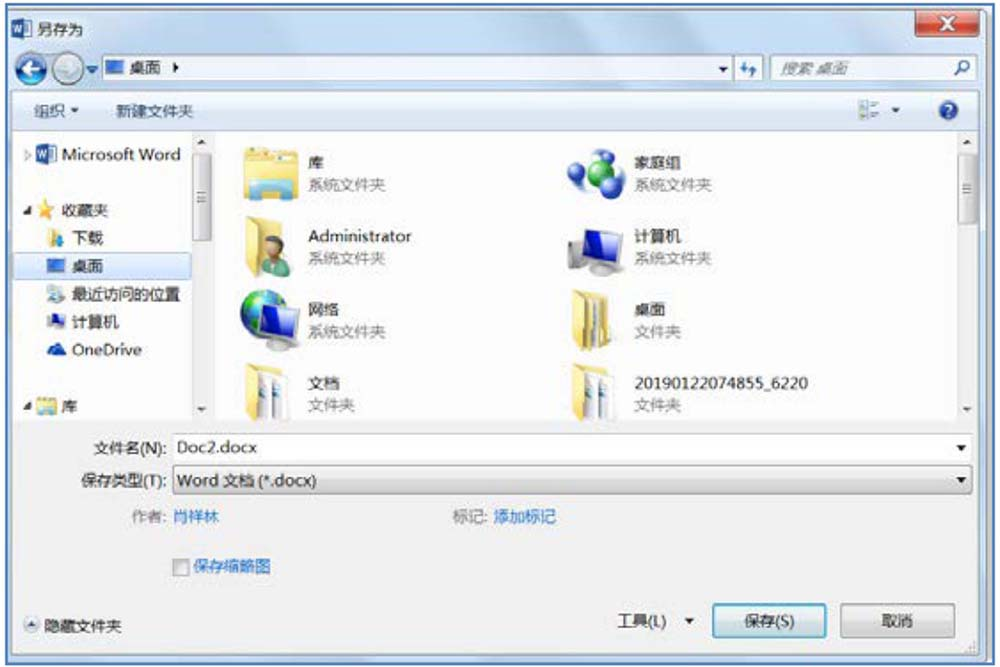 另存为
桌面
搜索 桌面
组织
新建文件夹
Microsoft Word
收藏夹
下载
桌面
最近访问的位置
计算机
OneDrive
库
库
系统文件夹
家庭组
系统文件夹
Administrator
系统文件夹
计算机
系统文件夹
网络
系统文件夹
桌面
文件夹
文档
文件夹
20190122074855_6220
文件夹
文件名(N): Doc2.docx
保存类型(T): Word 文档 (*.docx)
作者: 肖祥林
标记: 添加标记
保存缩略图
隐藏文件夹
工具(L)
保存(S)
取消